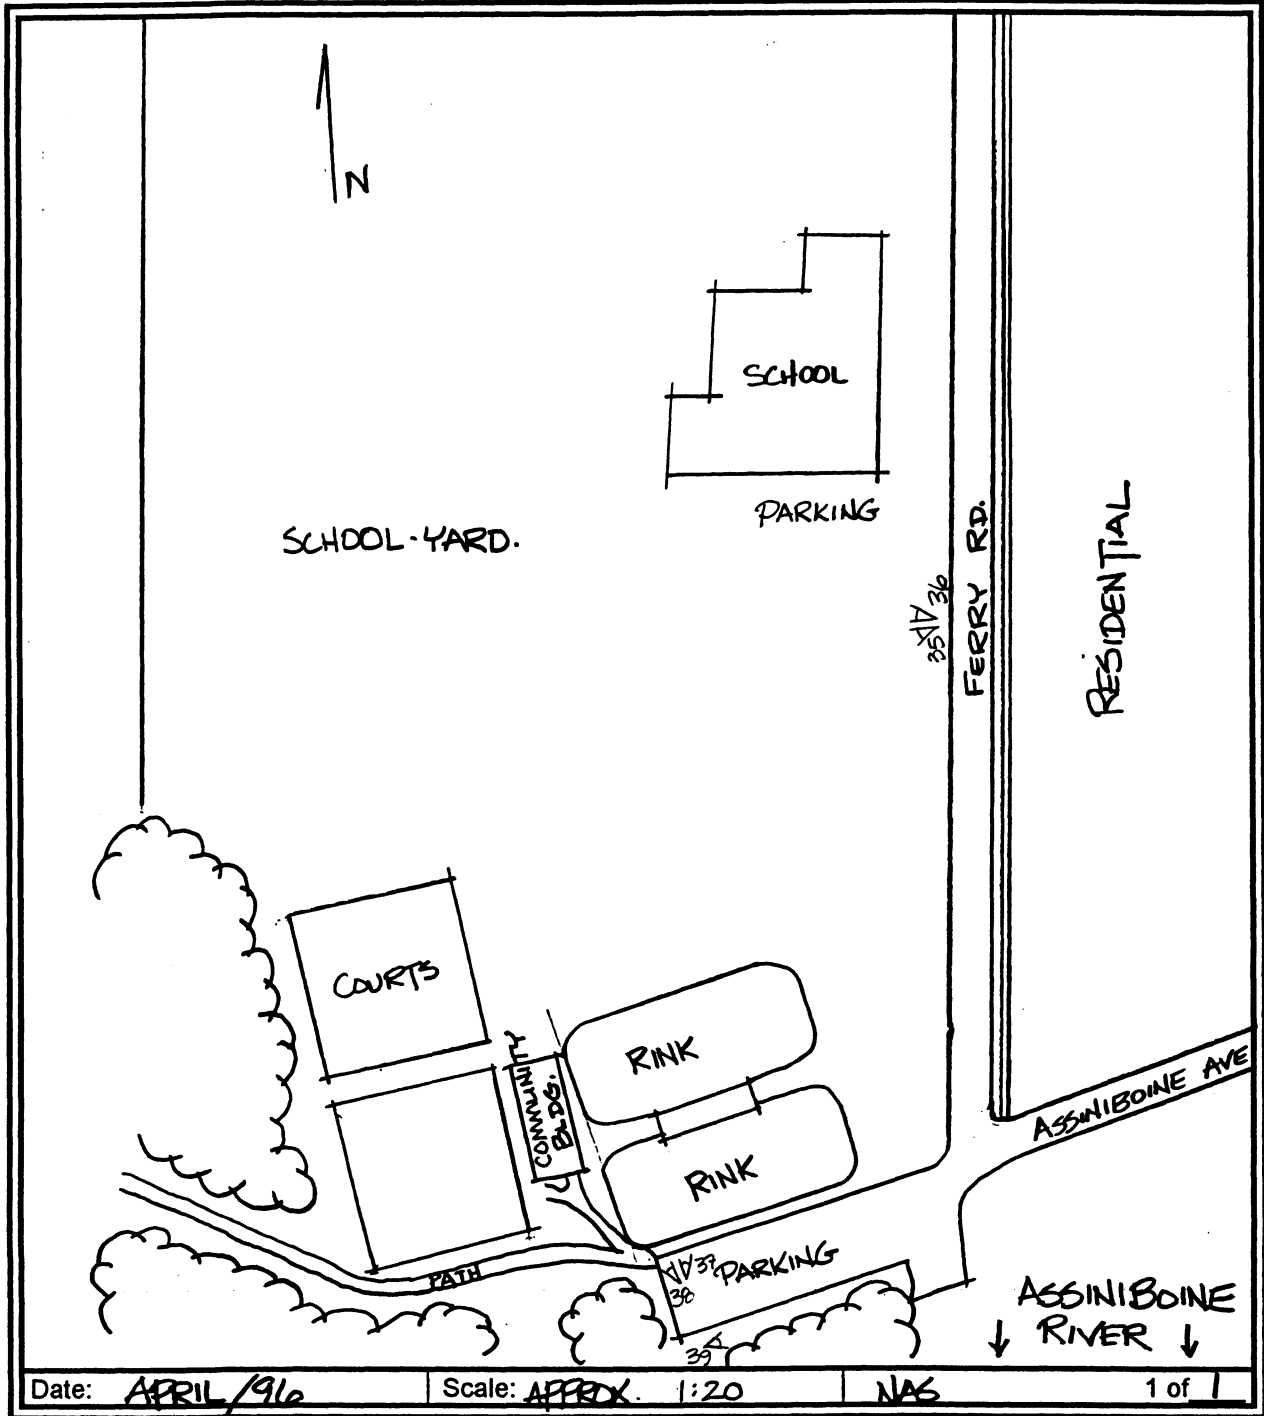 N
SCHOOL
PARKING
SCHOOL-YARD.
36
35
FERRY RD.
RESIDENTIAL
COURTS
COMMUNITY
BLDG.
RINK
RINK
ASSINIBOINE AVE
PATH
37
38
PARKING
39
ASSINIBOINE
RIVER
Date: APRIL/96
Scale: APPROX. 1:20
NAS
1 of 1